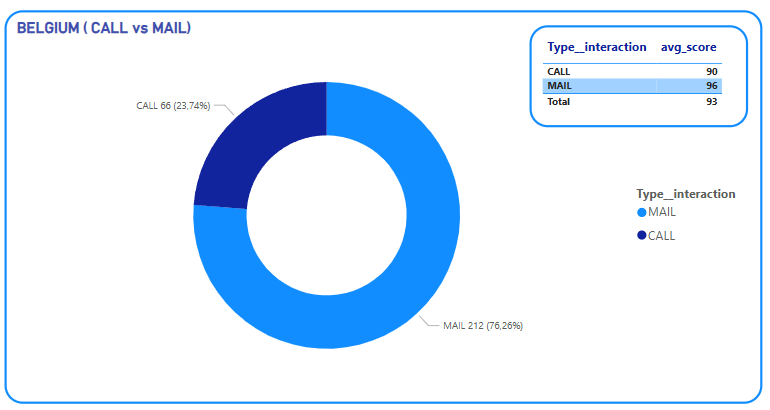 BELGIUM ( CALL vs MAIL)
Type__interaction avg_score
CALL 90
MAIL 96
Total 93
CALL 66 (23,74%)
Type__interaction
MAIL
CALL
MAIL 212 (76,26%)